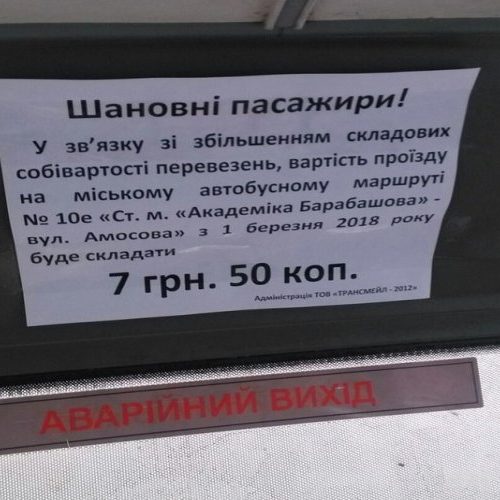 Шановні пасажири!
У зв'язку зі збільшенням складових
собівартості перевезень, вартість проїзду
на міському автобусному маршруті
№ 10е «Ст. м. «Академіка Барабашова» -
вул. Амосова» з 1 березня 2018 року
буде складати
7 грн. 50 коп.
Адміністрація ТОВ «ТРАНСМЕЙЛ - 2012»
АВАРІЙНИЙ ВИХІД